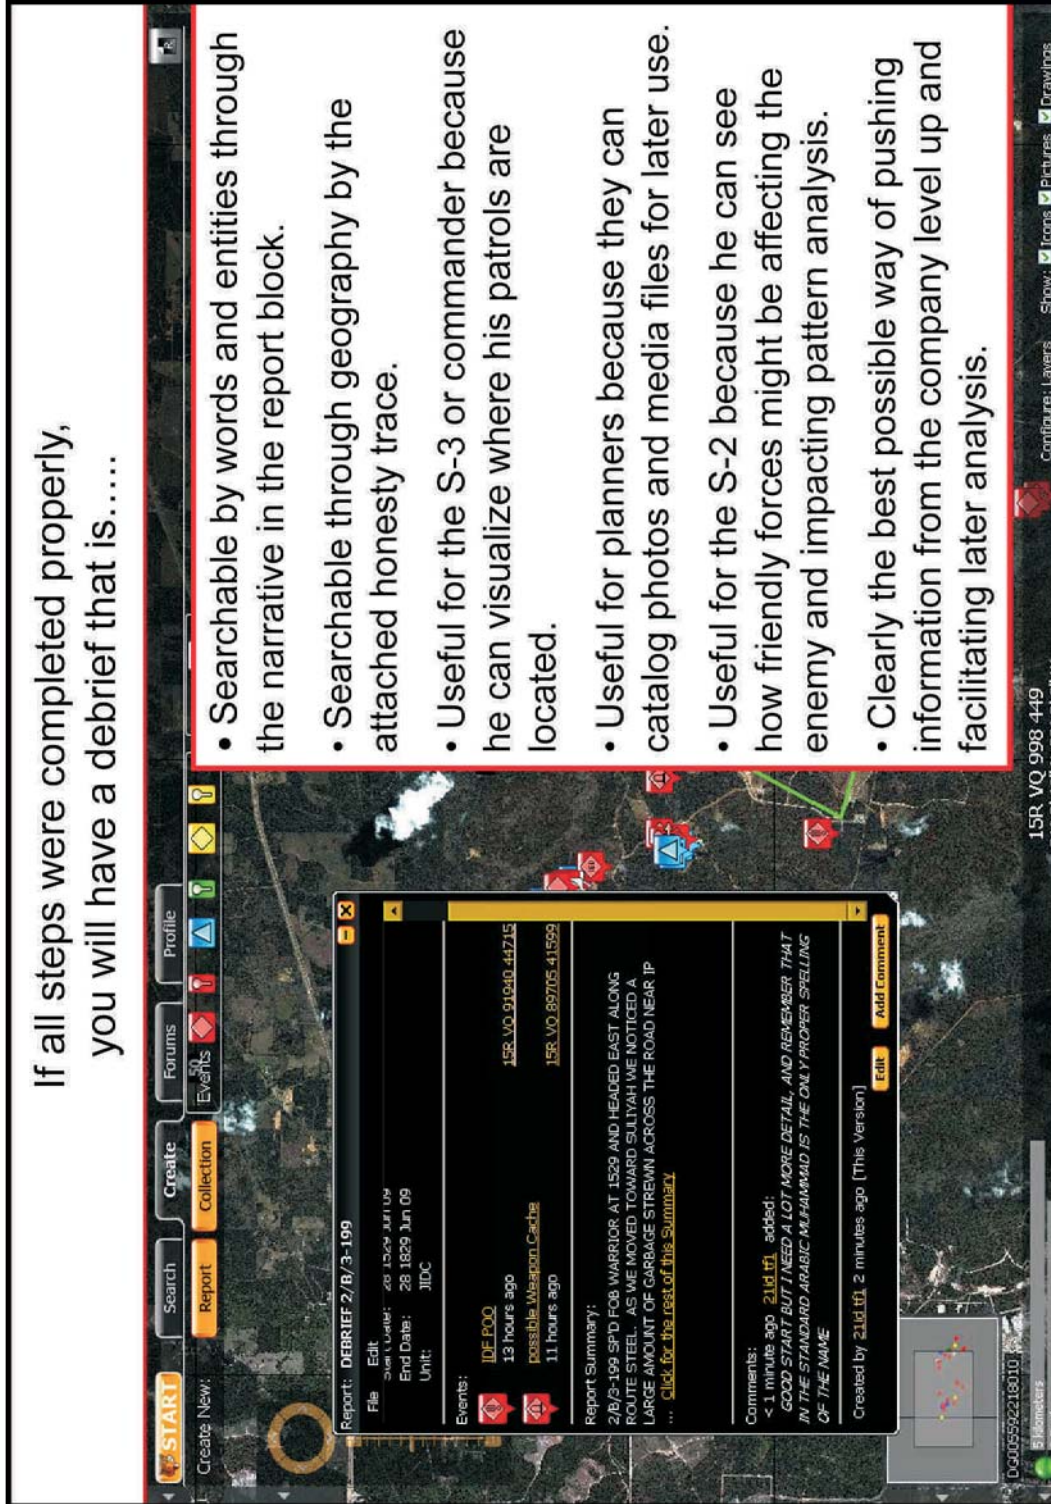 If all steps were completed properly,
you will have a debrief that is.....
START
Search
Create
Forums
Profile
Create New:
Report
Collection
Events
50
Report: DEBRIEF 2/B/3-199
File Edit
Start Date: 28 1529 Jun 09
End Date: 28 1829 Jun 09
Unit: JIDC
Events:
IDF POO 15R VQ 91940 44715
13 hours ago
possible Weapon Cache 15R VQ 89705 41599
11 hours ago
Report Summary:
2/B/3-199 SPD FOB WARRIOR AT 1529 AND HEADED EAST ALONG
ROUTE STEEL. AS WE MOVED TOWARD SULIYAH WE NOTICED A
LARGE AMOUNT OF GARBAGE STREWN ACROSS THE ROAD NEAR IP
... Click for the rest of this Summary
Comments:
< 1 minute ago 21id tf1 added:
GOOD START BUT I NEED A LOT MORE DETAIL, AND REMEMBER THAT
IN THE STANDARD ARABIC MUHAMMAD IS THE ONLY PROPER SPELLING
OF THE NAME
Created by 21id tf1 2 minutes ago [This Version]
Edit
Add Comment
• Searchable by words and entities through
the narrative in the report block.
• Searchable through geography by the
attached honesty trace.
• Useful for the S-3 or commander because
he can visualize where his patrols are
located.
• Useful for planners because they can
catalog photos and media files for later use.
• Useful for the S-2 because he can see
how friendly forces might be affecting the
enemy and impacting pattern analysis.
• Clearly the best possible way of pushing
information from the company level up and
facilitating later analysis.
DG005592218010
5 kilometers
15R VQ 998 449
Configure: Layers Show: Icons Pictures Drawings